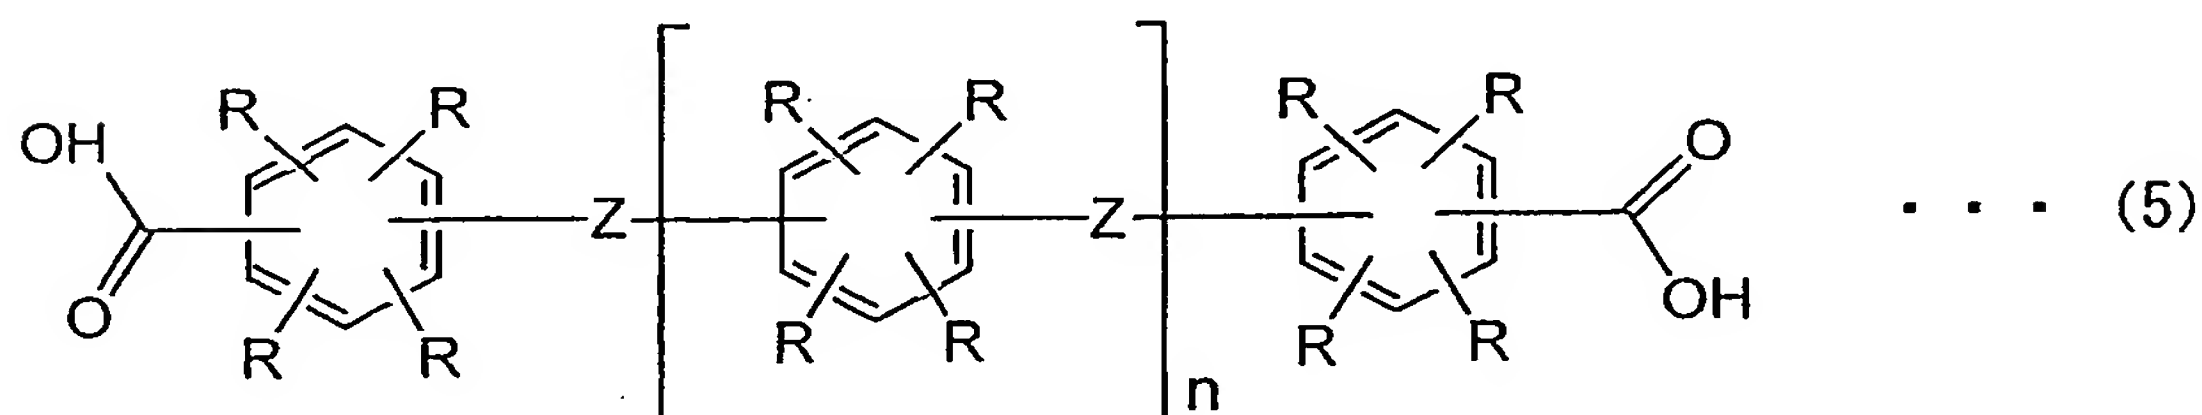 R R R R R R
OH O
Z Z ・・・ (5)
O OH
R R R R R R
n